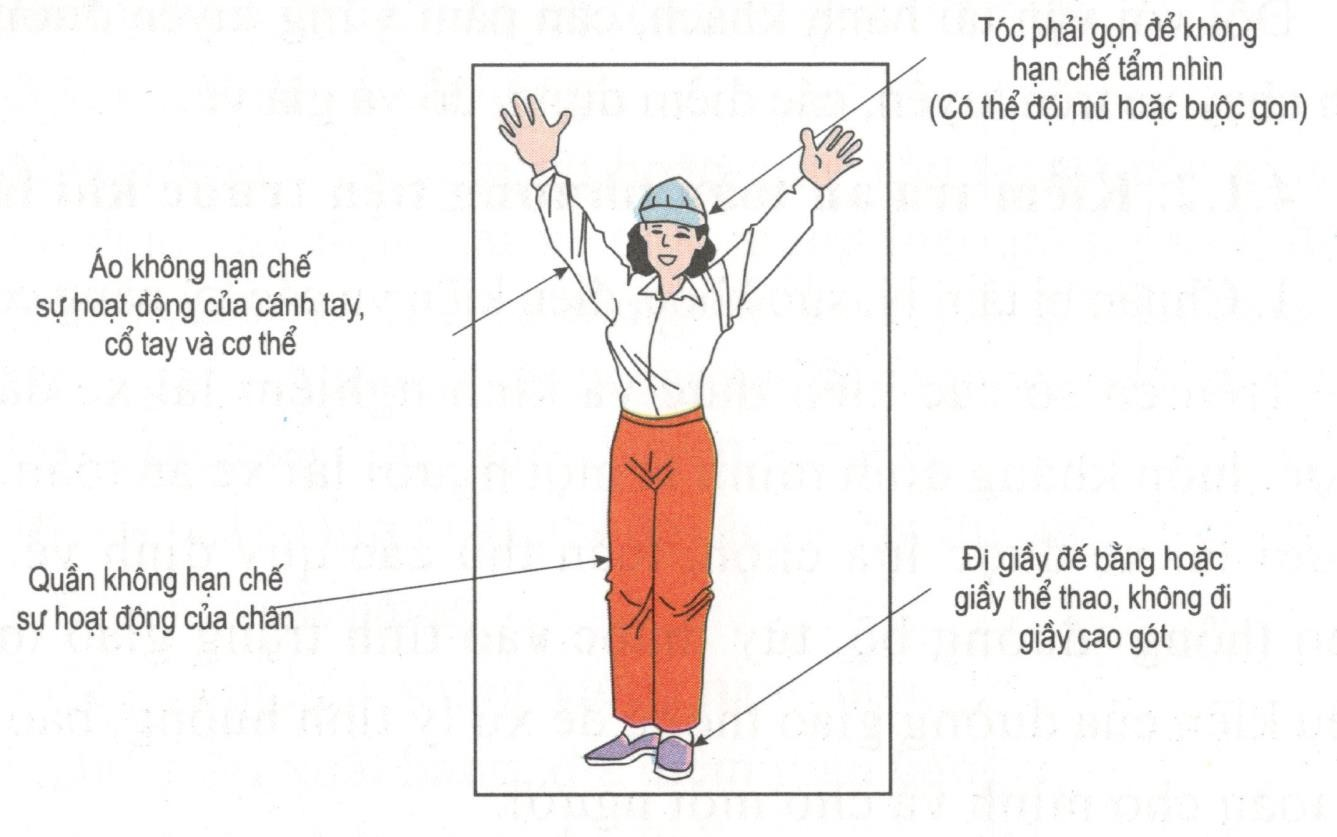 Tóc phải gọn để không
hạn chế tẩm nhìn
(Có thể đội mũ hoặc buộc gọn)
Áo không hạn chế
sự hoạt động của cánh tay,
cổ tay và cơ thể
Quần không hạn chế
sự hoạt động của chân
Đi giầy đế bằng hoặc
giầy thể thao, không đi
giầy cao gót